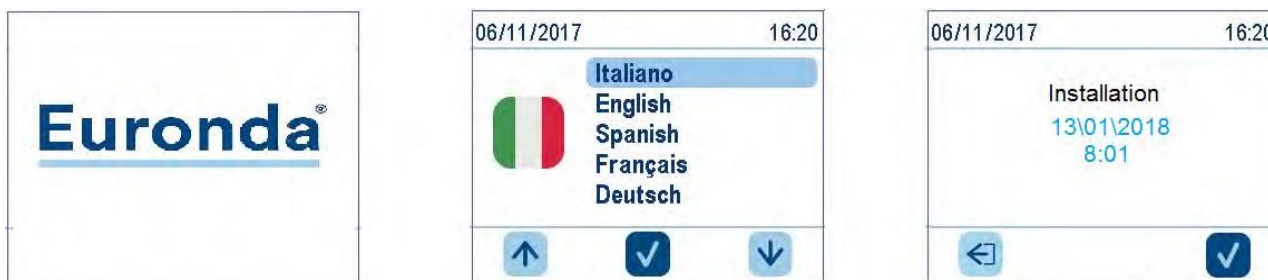 Euronda®
06/11/2017 16:20
Italiano
English
Spanish
Français
Deutsch
06/11/2017 16:20
Installation
13\01\2018
8:01